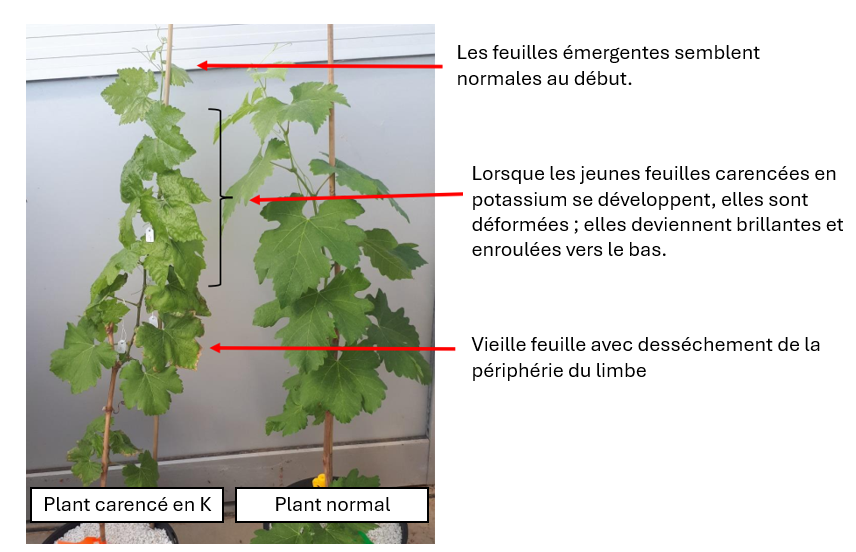 Les feuilles émergentes semblent
normales au début.
Lorsque les jeunes feuilles carencées en
potassium se développent, elles sont
déformées ; elles deviennent brillantes et
enroulées vers le bas.
Vieille feuille avec desséchement de la
périphérie du limbe
Plant carencé en K
Plant normal